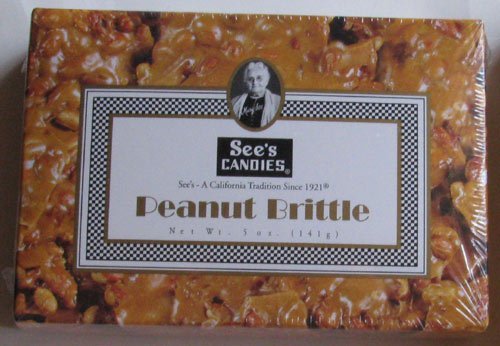 See's
CANDIES®
See's - A California Tradition Since 1921®
Peanut Brittle
Net Wt. 5 oz. (141g)